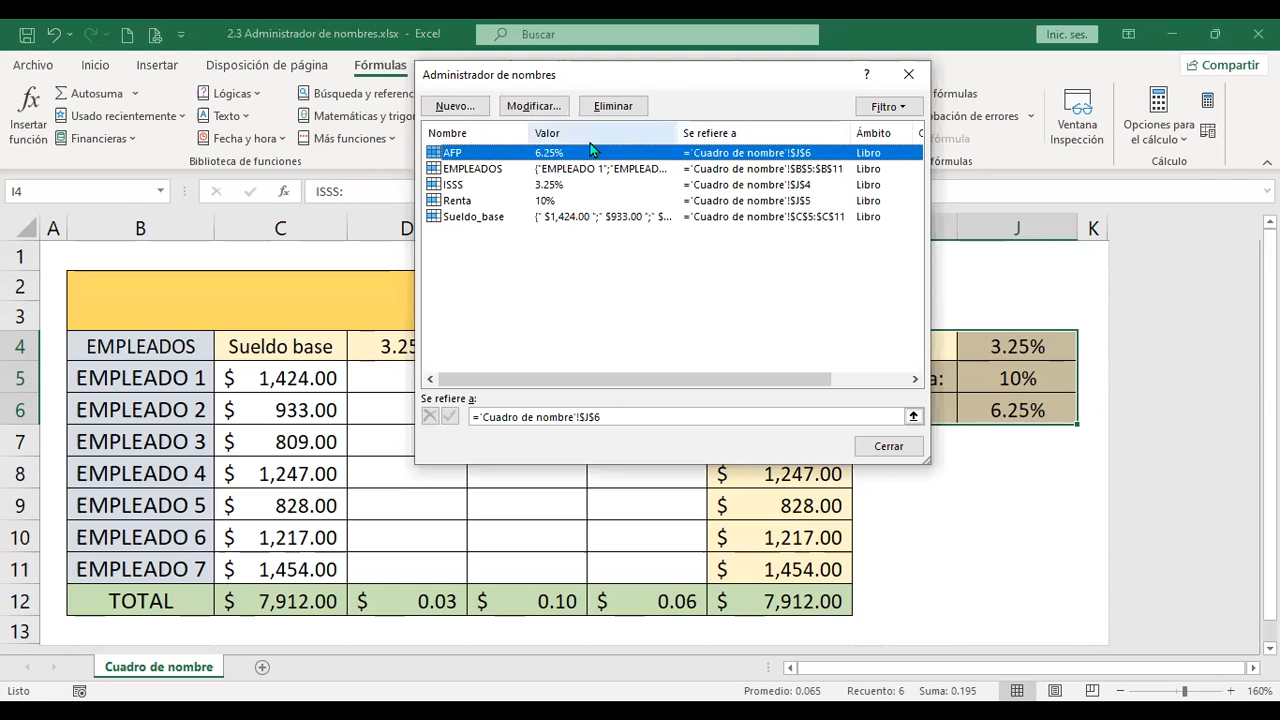 2.3 Administrador de nombres.xlsx - Excel
Buscar
Inic. ses.
Archivo Inicio Insertar Disposición de página Fórmulas
Compartir
fx Insertar función
Autosuma
Usado recientemente
Financieras
Lógicas
Texto
Fecha y hora
Búsqueda y referen
Matemáticas y trigo
Más funciones
Biblioteca de funciones
fórmulas
bación de errores
Ventana Inspección
Opciones para el cálculo
Cálculo
I4
fx ISSS:
Administrador de nombres ?
Nuevo... Modificar... Eliminar Filtro
Nombre Valor Se refiere a Ámbito C
AFP 6.25% ='Cuadro de nombre'!$J$6 Libro
EMPLEADOS {"EMPLEADO 1";"EMPLEAD... ='Cuadro de nombre'!$B$5:$B$11 Libro
ISSS 3.25% ='Cuadro de nombre'!$J$4 Libro
Renta 10% ='Cuadro de nombre'!$J$5 Libro
Sueldo_base {" $1,424.00 ";" $933.00 ";" $... ='Cuadro de nombre'!$C$5:$C$11 Libro
Se refiere a:
='Cuadro de nombre'!$J$6
Cerrar
A B C D J K
1
2
3
4 EMPLEADOS Sueldo base 3.25 3.25%
5 EMPLEADO 1 $ 1,424.00 a: 10%
6 EMPLEADO 2 $ 933.00 6.25%
7 EMPLEADO 3 $ 809.00
8 EMPLEADO 4 $ 1,247.00 $ 1,247.00
9 EMPLEADO 5 $ 828.00 $ 828.00
10 EMPLEADO 6 $ 1,217.00 $ 1,217.00
11 EMPLEADO 7 $ 1,454.00 $ 1,454.00
12 TOTAL $ 7,912.00 $ 0.03 $ 0.10 $ 0.06 $ 7,912.00
13
Cuadro de nombre
Listo
Promedio: 0.065 Recuento: 6 Suma: 0.195
160%